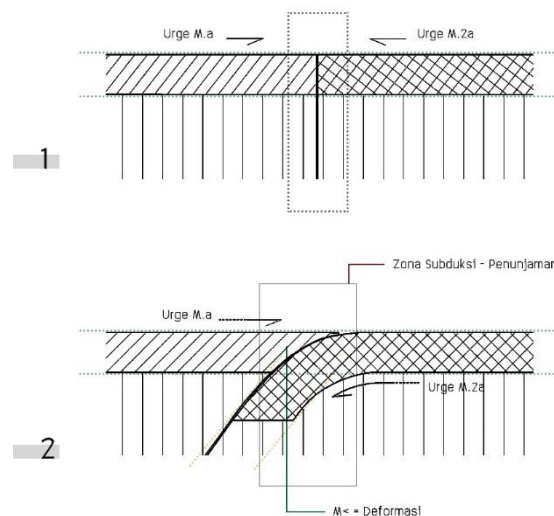 Urge M.a
Urge M.2a
1
Zona Subduksi - Penunjaman
Urge M.a
Urge M.2a
2
M< = Deformasi